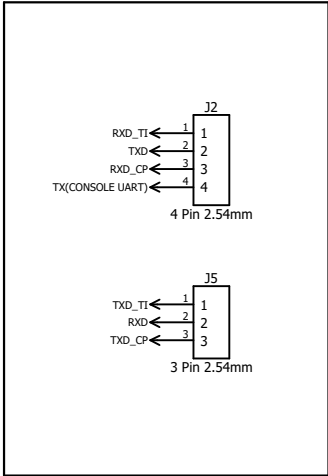 J2
RXD_TI 1 1
TXD 2 2
RXD_CP 3 3
TX(CONSOLE UART) 4 4
4 Pin 2.54mm
J5
TXD_TI 1 1
RXD 2 2
TXD_CP 3 3
3 Pin 2.54mm